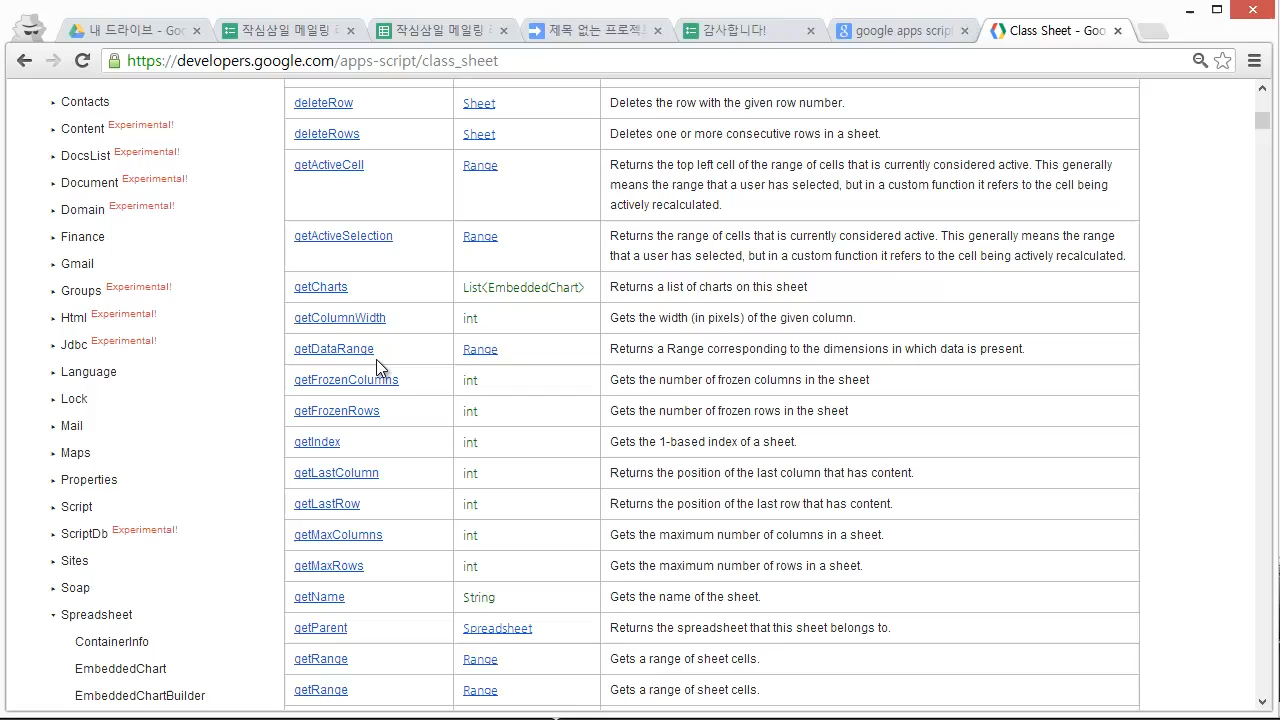 내 드라이브 - Goo
작심삼일 메일링 크
작심삼일 메일링 크
제목 없는 프로젝트
감사합니다!
google apps scrip
Class Sheet - Goo
https://developers.google.com/apps-script/class_sheet
Contacts
Content Experimental!
DocsList Experimental!
Document Experimental!
Domain Experimental!
Finance
Gmail
Groups Experimental!
Html Experimental!
Jdbc Experimental!
Language
Lock
Mail
Maps
Properties
Script
ScriptDb Experimental!
Sites
Soap
Spreadsheet
ContainerInfo
EmbeddedChart
EmbeddedChartBuilder
deleteRow Sheet Deletes the row with the given row number.
deleteRows Sheet Deletes one or more consecutive rows in a sheet.
getActiveCell Range Returns the top left cell of the range of cells that is currently considered active. This generally
means the range that a user has selected, but in a custom function it refers to the cell being
actively recalculated.
getActiveSelection Range Returns the range of cells that is currently considered active. This generally means the range
that a user has selected, but in a custom function it refers to the cell being actively recalculated.
getCharts List<EmbeddedChart> Returns a list of charts on this sheet
getColumnWidth int Gets the width (in pixels) of the given column.
getDataRange Range Returns a Range corresponding to the dimensions in which data is present.
getFrozenColumns int Gets the number of frozen columns in the sheet
getFrozenRows int Gets the number of frozen rows in the sheet
getIndex int Gets the 1-based index of a sheet.
getLastColumn int Returns the position of the last column that has content.
getLastRow int Returns the position of the last row that has content.
getMaxColumns int Gets the maximum number of columns in a sheet.
getMaxRows int Gets the maximum number of rows in a sheet.
getName String Gets the name of the sheet.
getParent Spreadsheet Returns the spreadsheet that this sheet belongs to.
getRange Range Gets a range of sheet cells.
getRange Range Gets a range of sheet cells.